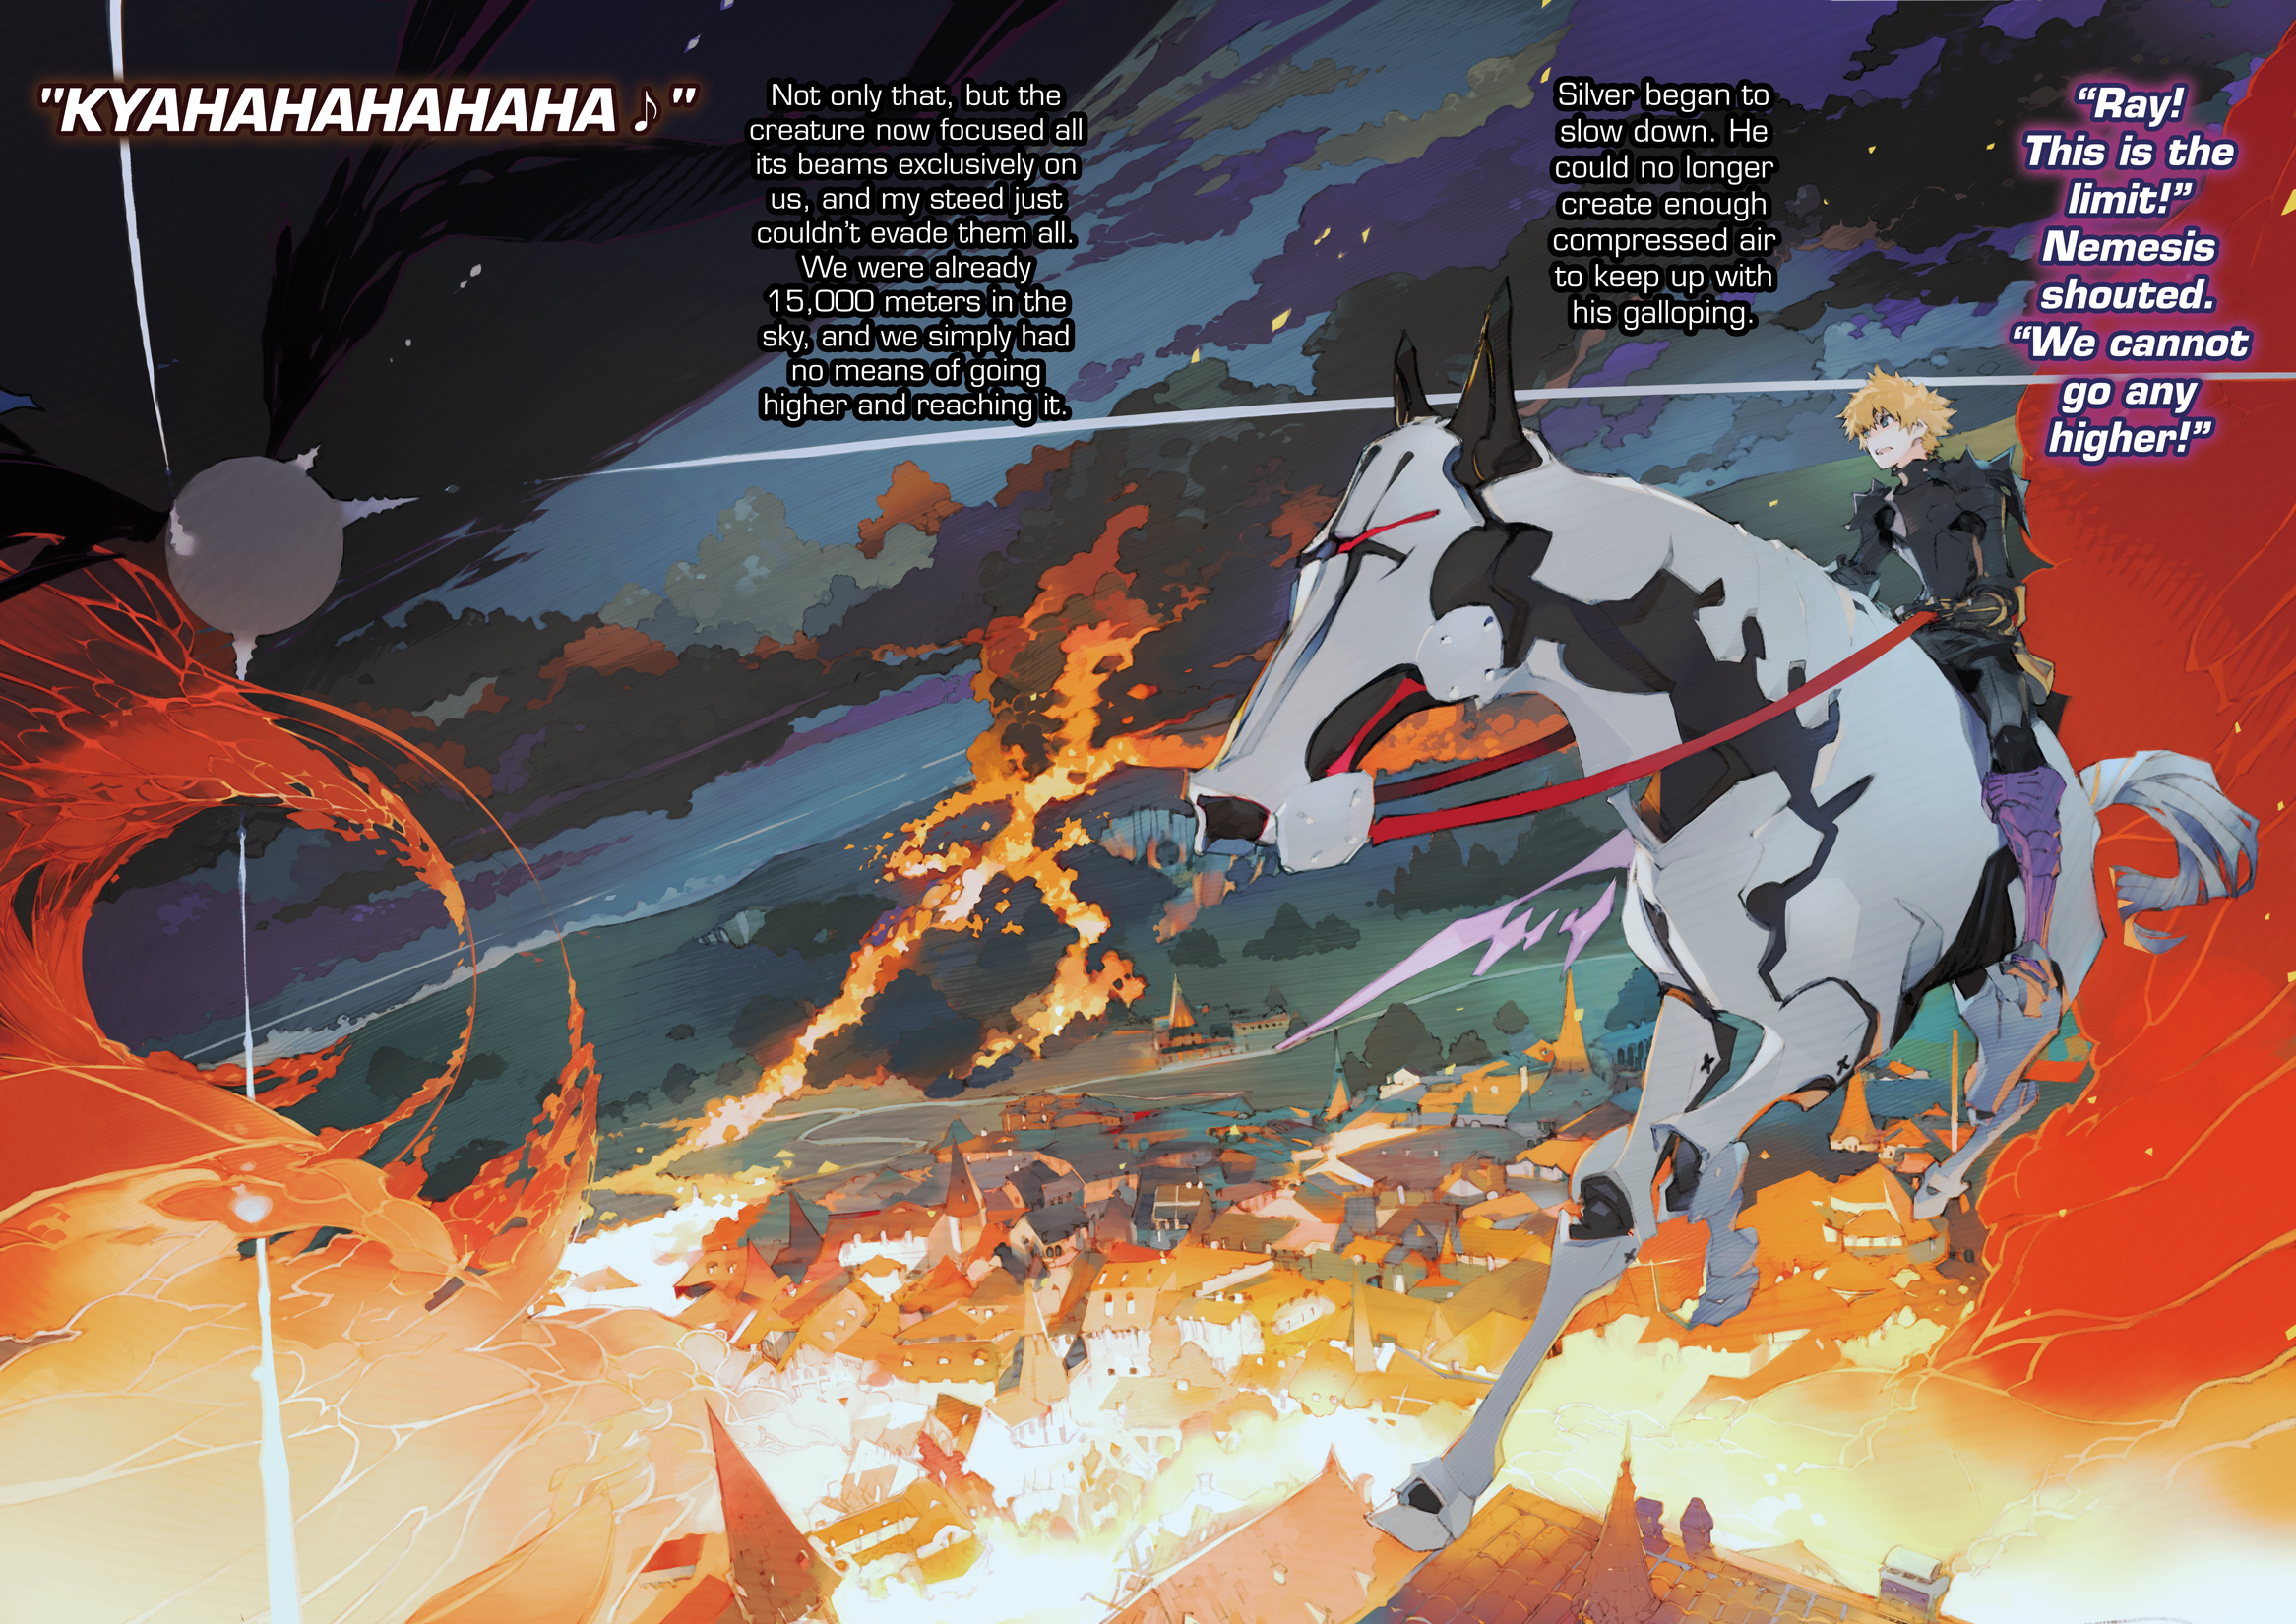 “Ray!
This is the
limit!”
Nemesis
shouted.
“We cannot
go any
higher!”
Silver began to
slow down. He
could no longer
create enough
compressed air
to keep up with
his galloping.
Not only that, but the
creature now focused all
its beams exclusively on
us, and my steed just
couldn’t evade them all.
We were already
15,000 meters in the
sky, and we simply had
no means of going
higher and reaching it.
"KYAHAHAHAHAHA ♪"